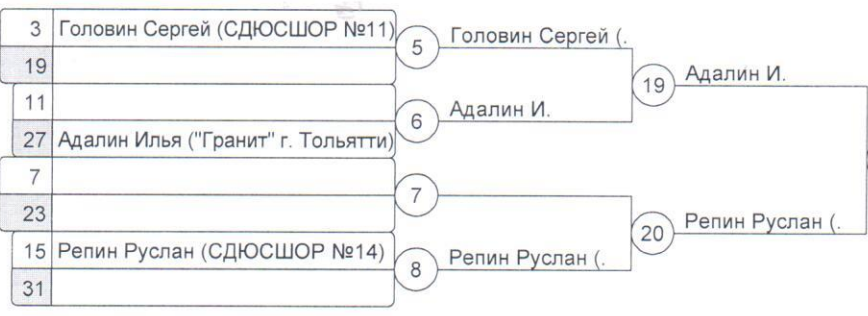 3 Головин Сергей (СДЮСШОР №11)
19
5 Головин Сергей (.
11
27 Адалин Илья ("Гранит" г. Тольятти)
6 Адалин И.
19 Адалин И.
7
23
7
15 Репин Руслан (СДЮСШОР №14)
31
8 Репин Руслан (.
20 Репин Руслан (.